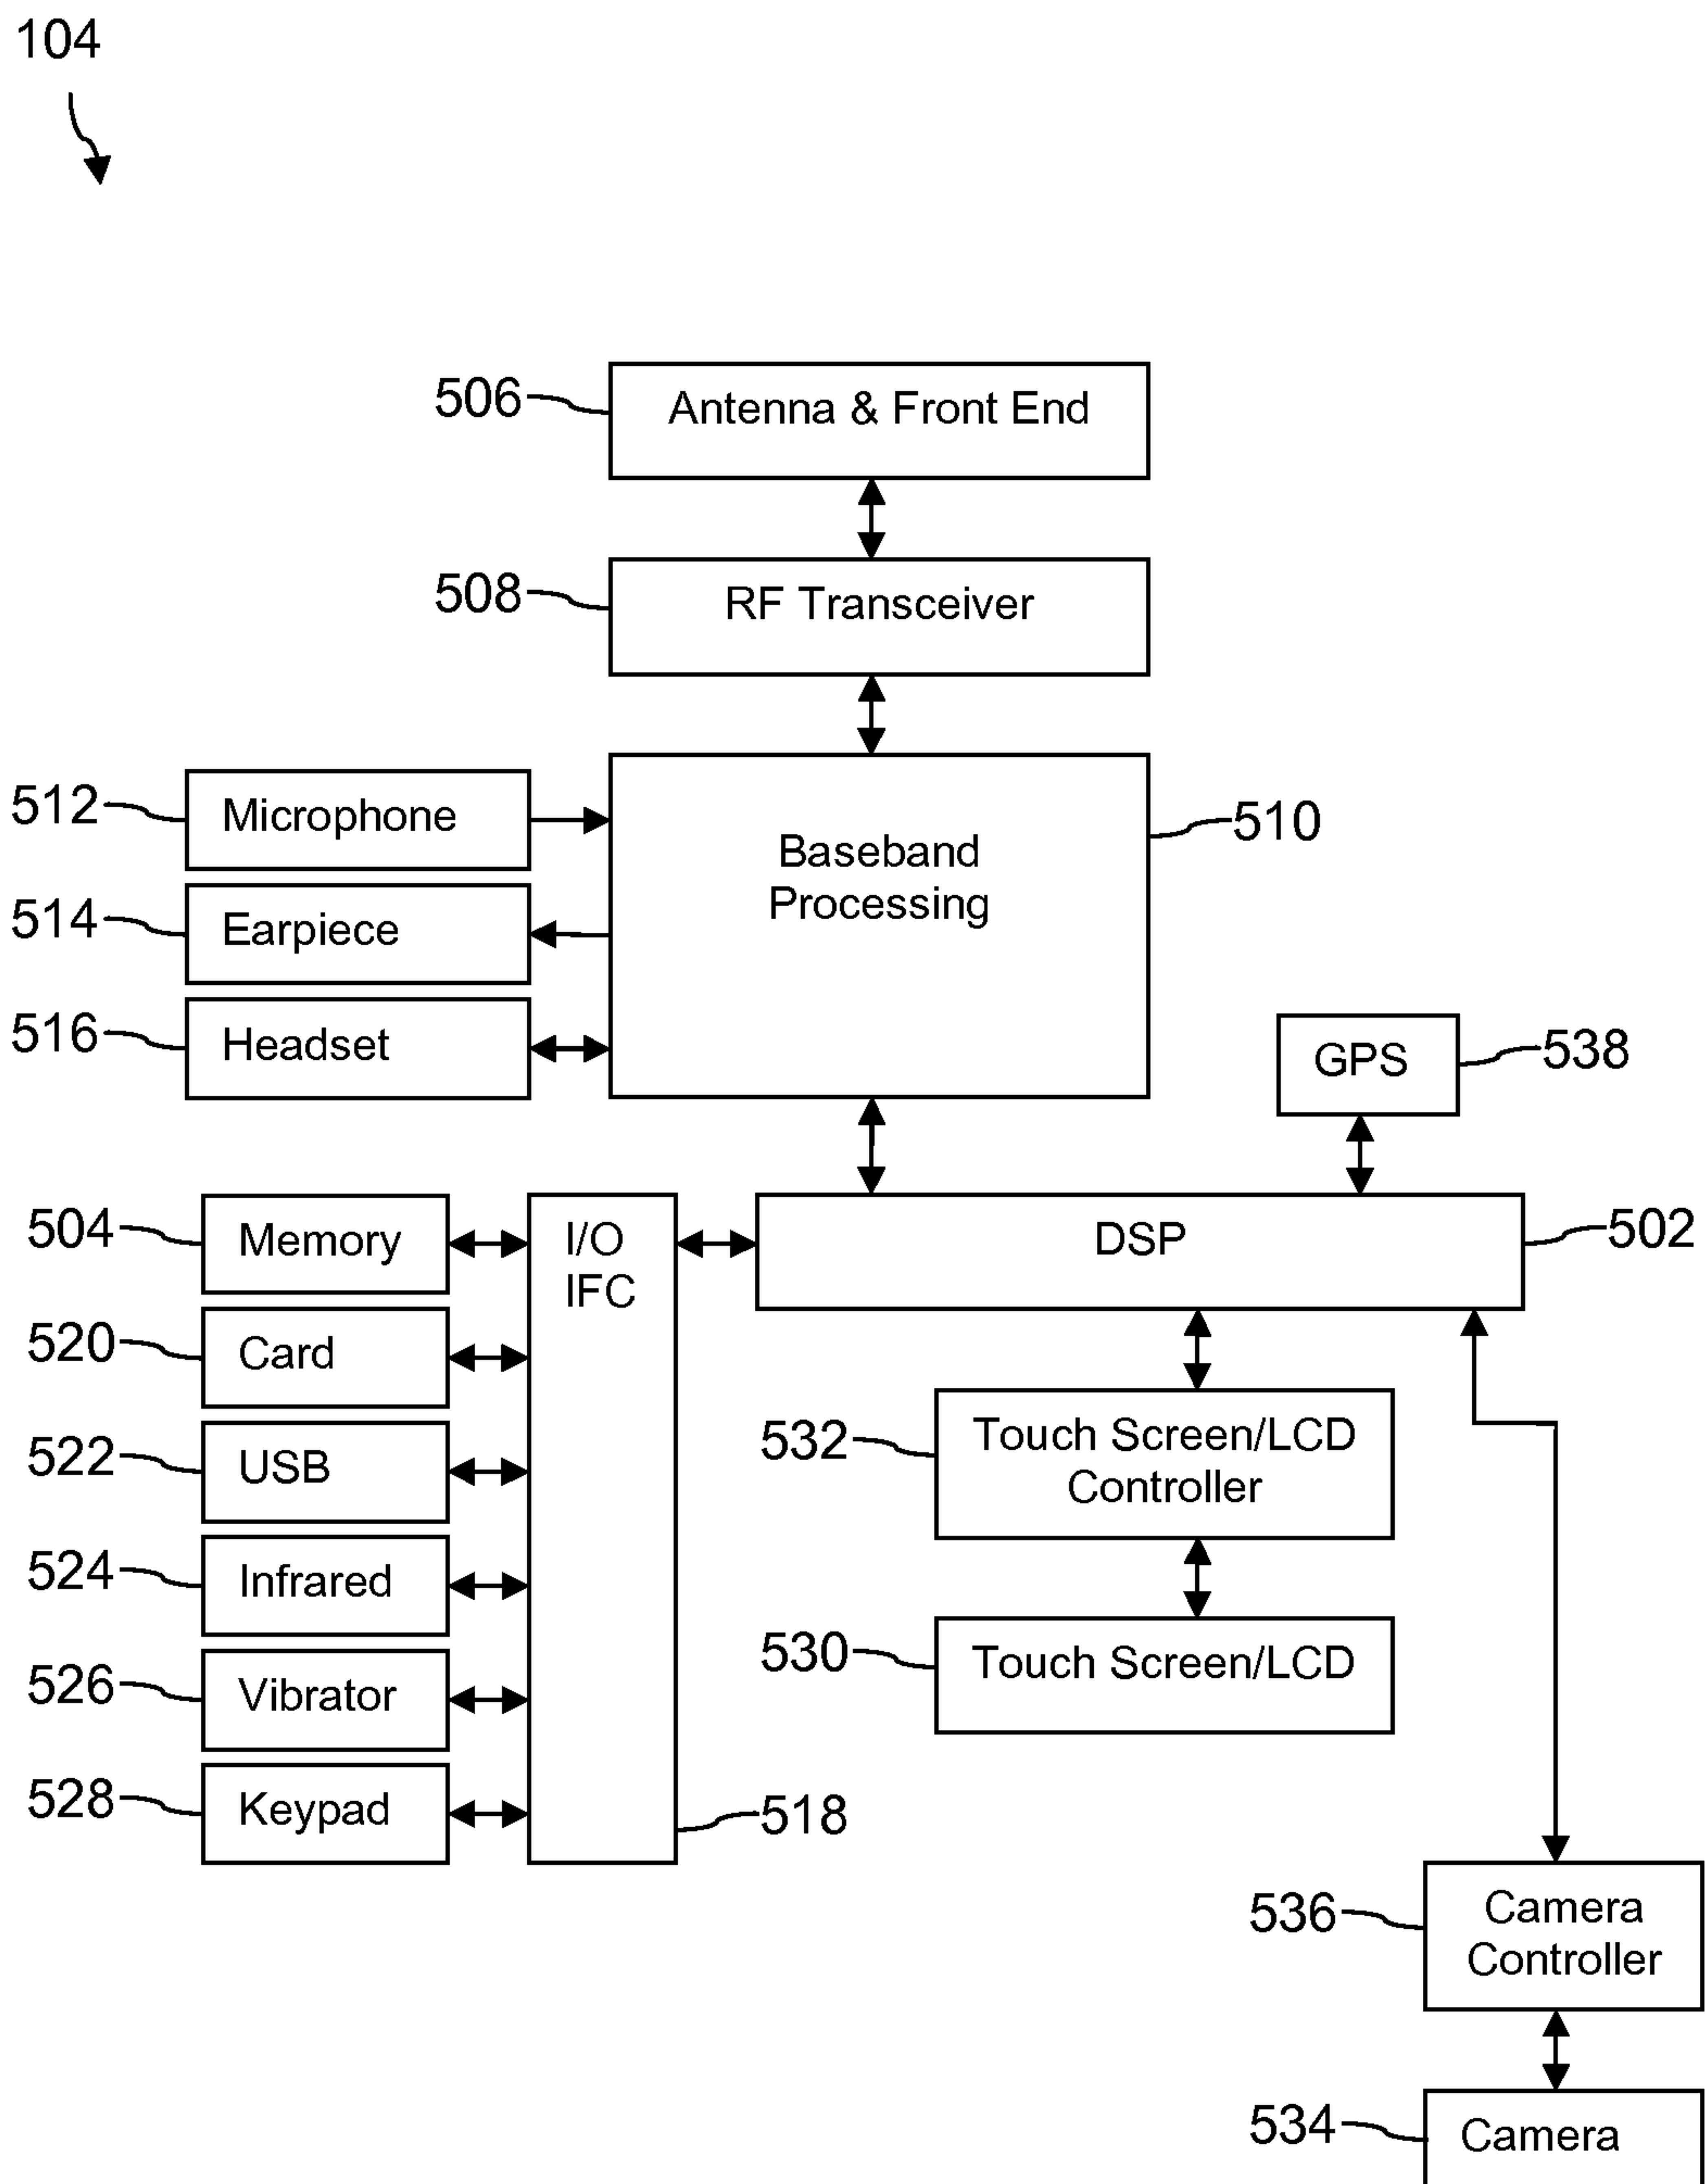 104
506
Antenna & Front End
508
RF Transceiver
512
Microphone
510
Baseband
Processing
514
Earpiece
516
Headset
GPS
538
504
Memory
I/O
IFC
DSP
502
520
Card
522
USB
532
Touch Screen/LCD
Controller
524
Infrared
530
Touch Screen/LCD
526
Vibrator
528
Keypad
518
536
Camera
Controller
534
Camera